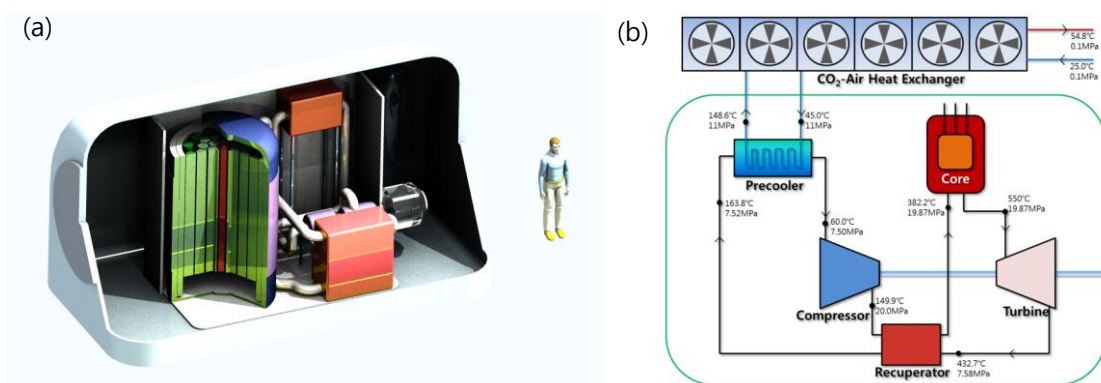 (a)
(b)
54.8℃
0.1MPa
25.0℃
0.1MPa
CO₂-Air Heat Exchanger
148.6℃
11MPa
45.0℃
11MPa
Precooler
Core
163.8℃
7.52MPa
382.2℃
19.87MPa
550℃
19.87MPa
60.0℃
7.50MPa
Compressor
149.9℃
20.0MPa
Turbine
Recuperator
432.7℃
7.58MPa